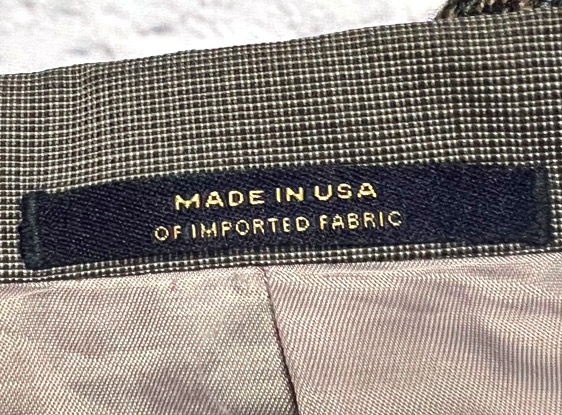 MADE IN USA
OF IMPORTED FABRIC